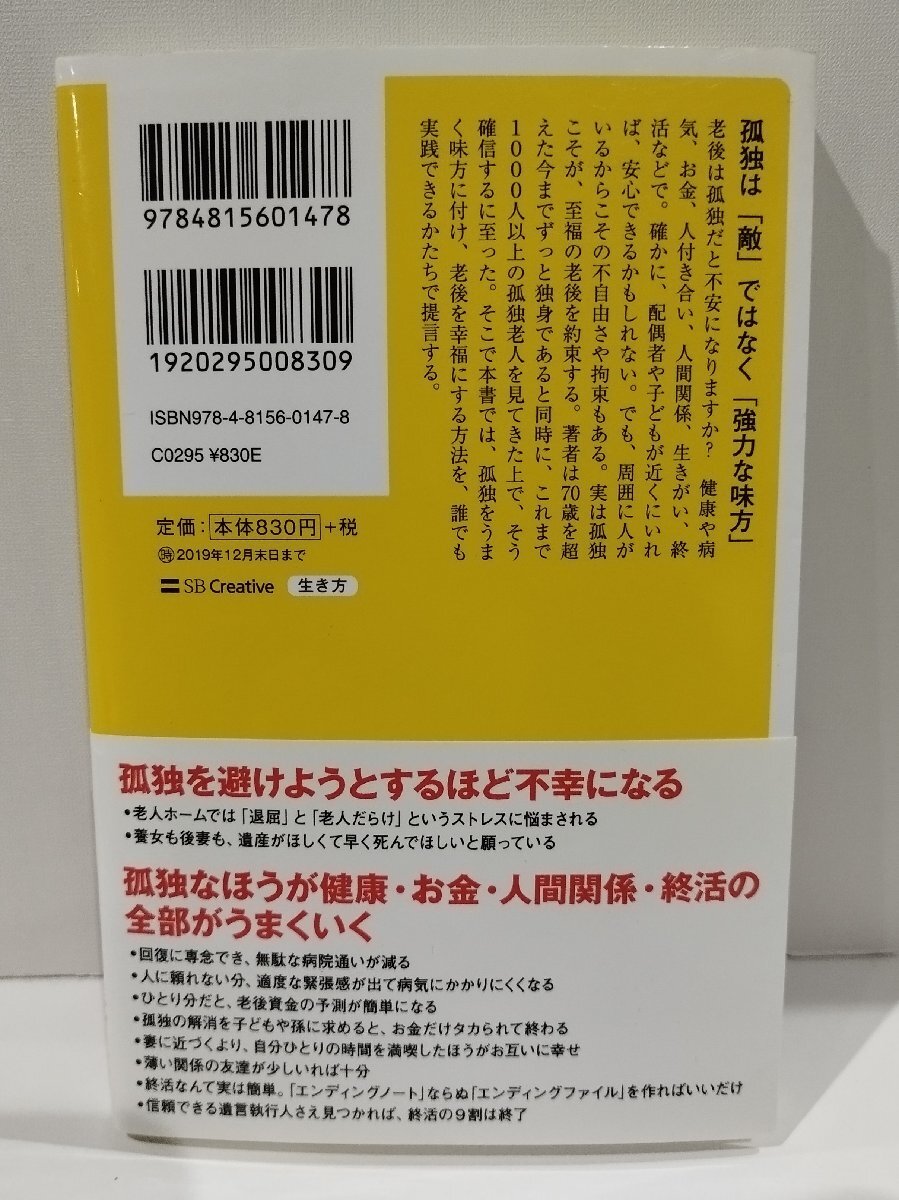 孤独は「敵」ではなく「強力な味方」
老後は孤独だと不安になりますか? 健康や病
気、お金、人付き合い、人間関係、生きがい、終
活などで。確かに、配偶者や子どもが近くにいれ
ば、安心できるかもしれない。でも、周囲に人が
いるからこその不自由さや拘束もある。実は孤独
こそが、至福の老後を約束する。著者は70歳を超
えた今までずっと独身であると同時に、これまで
1000人以上の孤独老人を見てきた上で、そう
確信するに至った。そこで本書では、孤独をうま
く味方に付け、老後を幸福にする方法を、誰でも
実践できるかたちで提言する。
9784815601478
1920295008309
ISBN978-4-8156-0147-8
C0295 ¥830E
定価:本体830円+税
時2019年12月末日まで
SB Creative 生き方
孤独を避けようとするほど不幸になる
•老人ホームでは「退屈」と「老人だらけ」というストレスに悩まされる
•養女も後妻も、遺産がほしくて早く死んでほしいと願っている
孤独なほうが健康・お金・人間関係・終活の
全部がうまくいく
•回復に専念でき、無駄な病院通いが減る
•人に頼れない分、適度な緊張感が出て病気にかかりにくくなる
•ひとり分だと、老後資金の予測が簡単になる
•孤独の解消を子どもや孫に求めると、お金だけタカられて終わる
•妻に近づくより、自分ひとりの時間を満喫したほうがお互いに幸せ
•薄い関係の友達が少しいれば十分
•終活なんて実は簡単。「エンディングノート」ならぬ「エンディングファイル」を作ればいいだけ
•信頼できる遺言執行人さえ見つかれば、終活の9割は終了